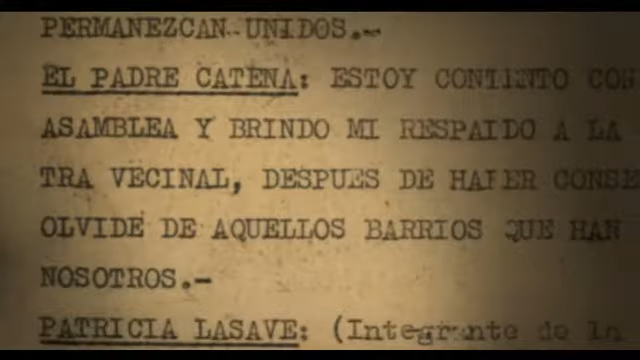 PERMANEZCAN UNIDOS.-
EL PADRE CATENA: ESTOY CONTENTO CON
ASAMBLEA Y BRINDO MI RESPALDO A LA
TRA VECINAL, DESPUES DE HABER CONSE
OLVIDE DE AQUELLOS BARRIOS QUE HAN
NOSOTROS.-
PATRICIA LASAVE: (Integrante de la